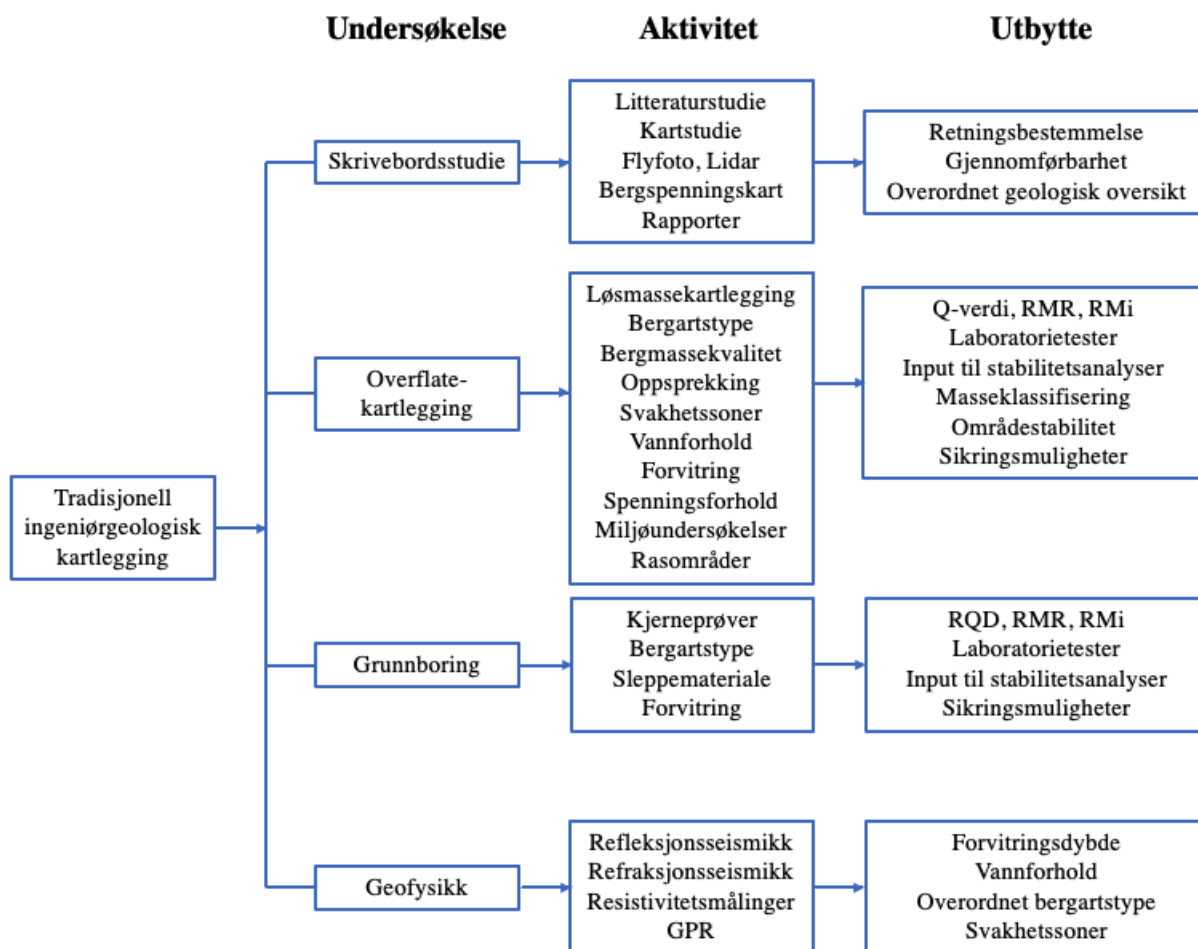 Undersøkelse
Aktivitet
Utbytte
Tradisjonell
ingeniørgeologisk
kartlegging
Skrivebordsstudie
Litteraturstudie
Kartstudie
Flyfoto, Lidar
Bergspenningskart
Rapporter
Retningsbestemmelse
Gjennomførbarhet
Overordnet geologisk oversikt
Overflate-
kartlegging
Løsmassekartlegging
Bergartstype
Bergmassekvalitet
Oppsprekking
Svakhetssoner
Vannforhold
Forvitring
Spenningsforhold
Miljøundersøkelser
Rasområder
Q-verdi, RMR, RMi
Laboratorietester
Input til stabilitetsanalyser
Masseklassifisering
Områdestabilitet
Sikringsmuligheter
Grunnboring
Kjerneprøver
Bergartstype
Sleppemateriale
Forvitring
RQD, RMR, RMi
Laboratorietester
Input til stabilitetsanalyser
Sikringsmuligheter
Geofysikk
Refleksjonsseismikk
Refraksjonsseismikk
Resistivitetsmålinger
GPR
Forvitringsdybde
Vannforhold
Overordnet bergartstype
Svakhetssoner